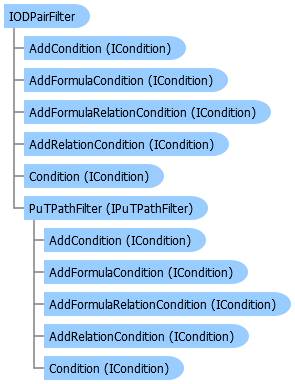 IODPairFilter
AddCondition (ICondition)
AddFormulaCondition (ICondition)
AddFormulaRelationCondition (ICondition)
AddRelationCondition (ICondition)
Condition (ICondition)
PuTPathFilter (IPuTPathFilter)
AddCondition (ICondition)
AddFormulaCondition (ICondition)
AddFormulaRelationCondition (ICondition)
AddRelationCondition (ICondition)
Condition (ICondition)